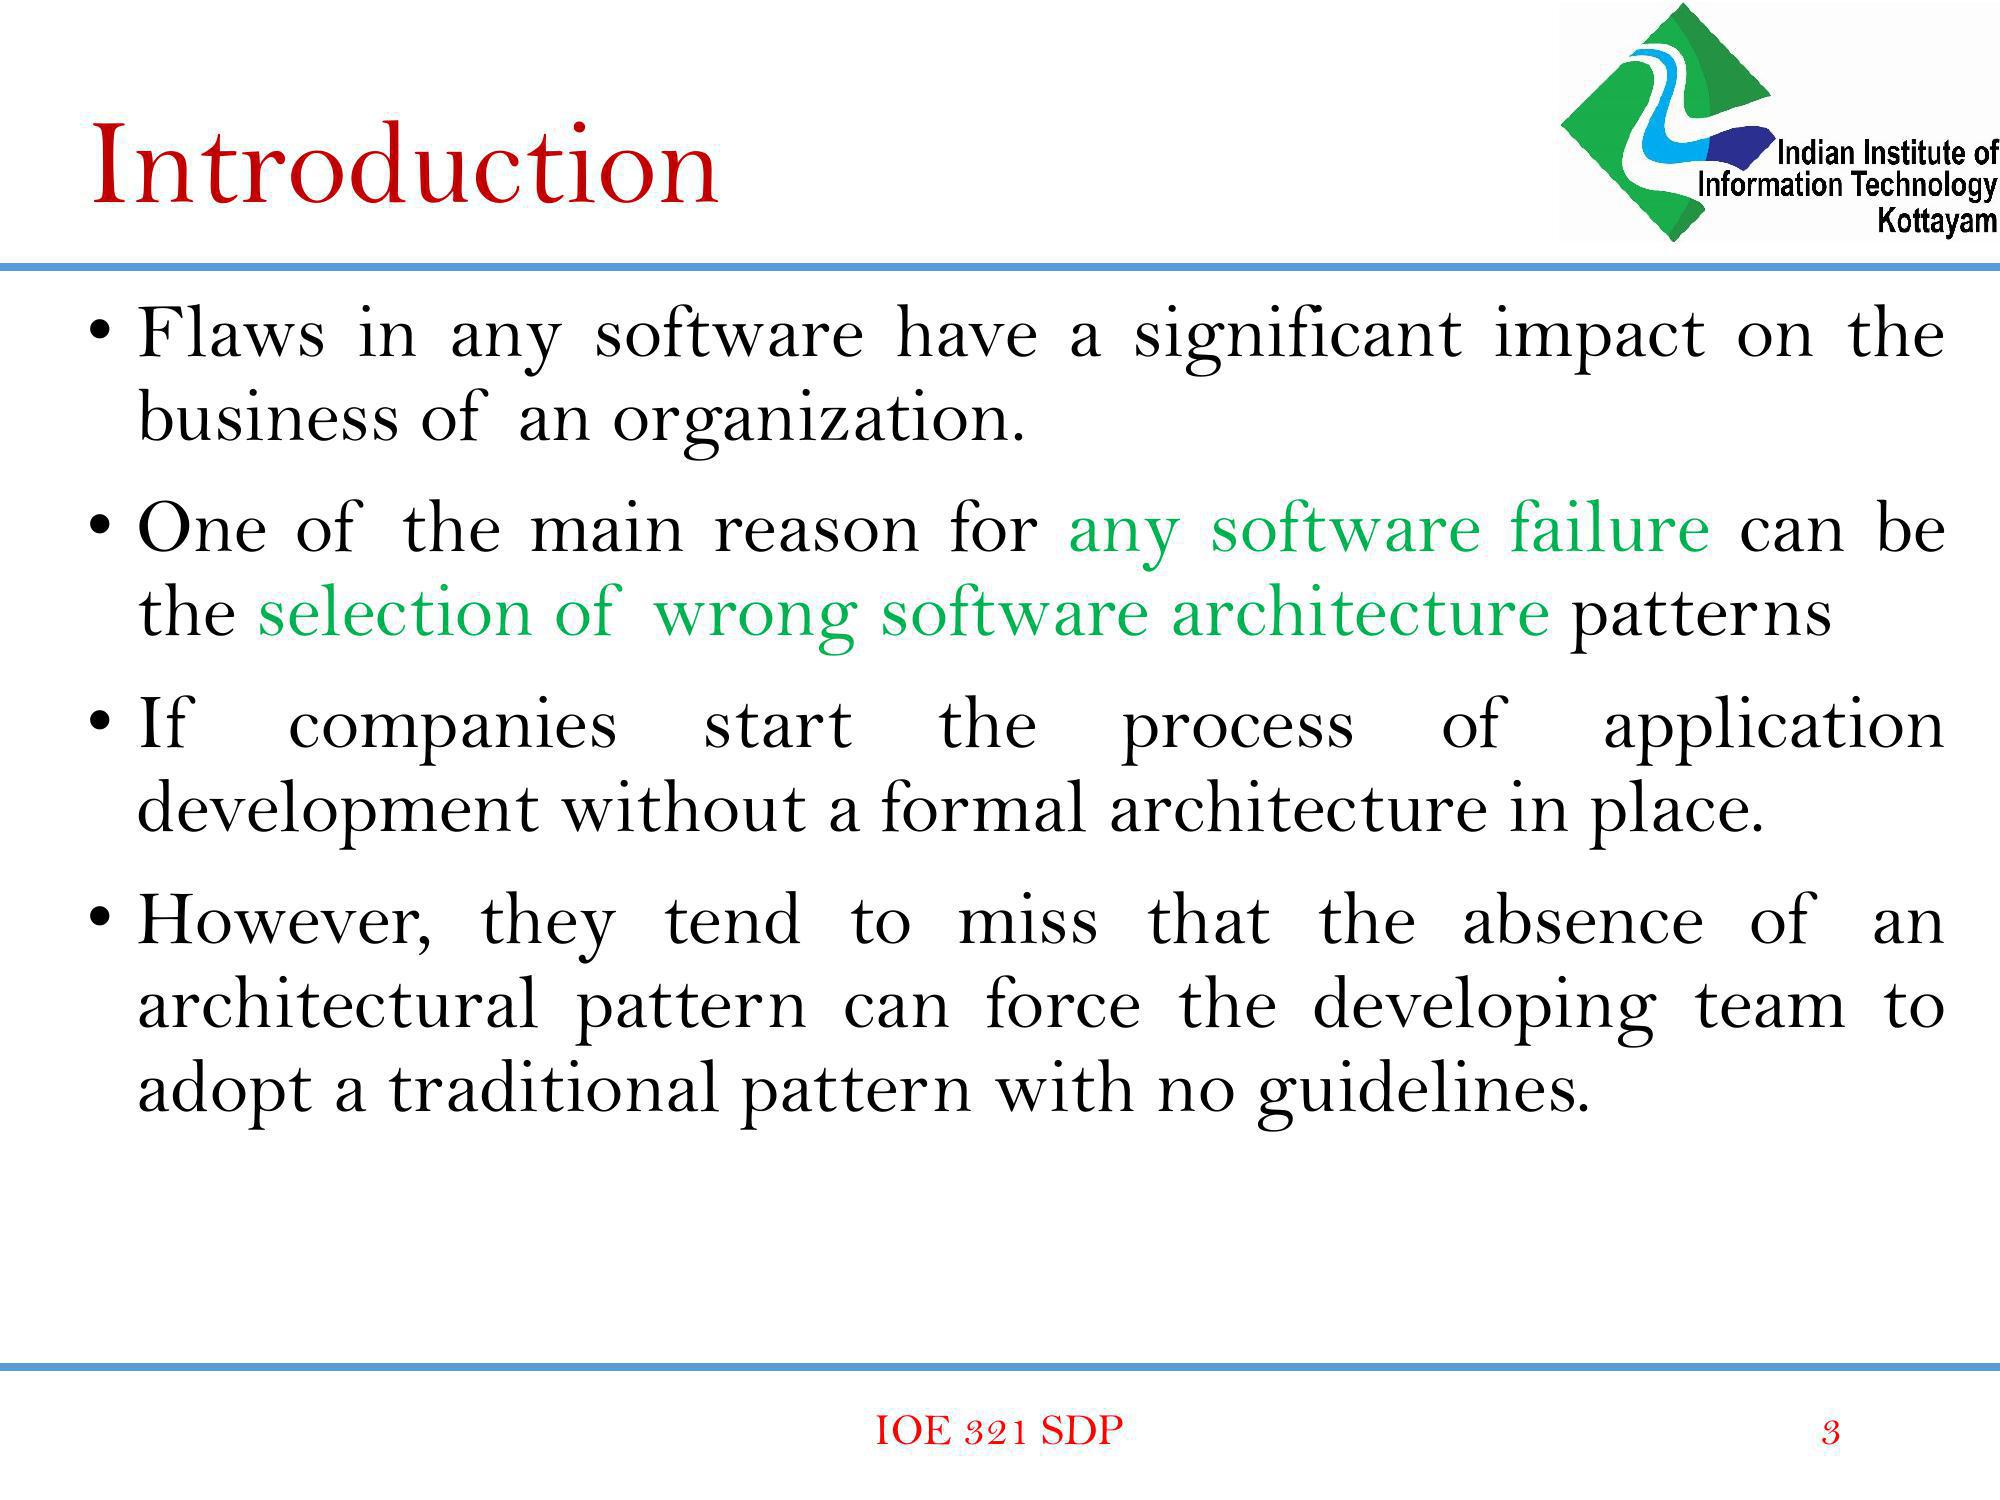 Indian Institute of
Information Technology
Kottayam
Introduction
• Flaws in any software have a significant impact on the
business of an organization.
• One of the main reason for any software failure can be
the selection of wrong software architecture patterns
• If companies start the process of application
development without a formal architecture in place.
• However, they tend to miss that the absence of an
architectural pattern can force the developing team to
adopt a traditional pattern with no guidelines.
IOE 321 SDP
3